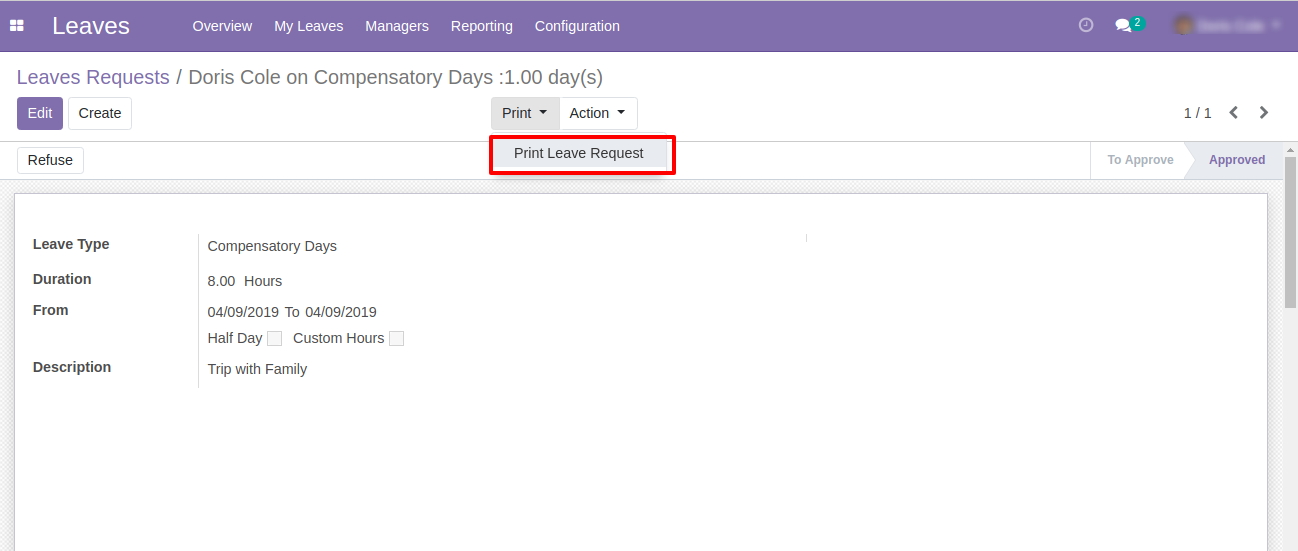 Leaves Overview My Leaves Managers Reporting Configuration 2
Leaves Requests / Doris Cole on Compensatory Days :1.00 day(s)
Edit Create Print Action 1 / 1
Print Leave Request
Refuse To Approve Approved
Leave Type Compensatory Days
Duration 8.00 Hours
From 04/09/2019 To 04/09/2019
Half Day Custom Hours
Description Trip with Family